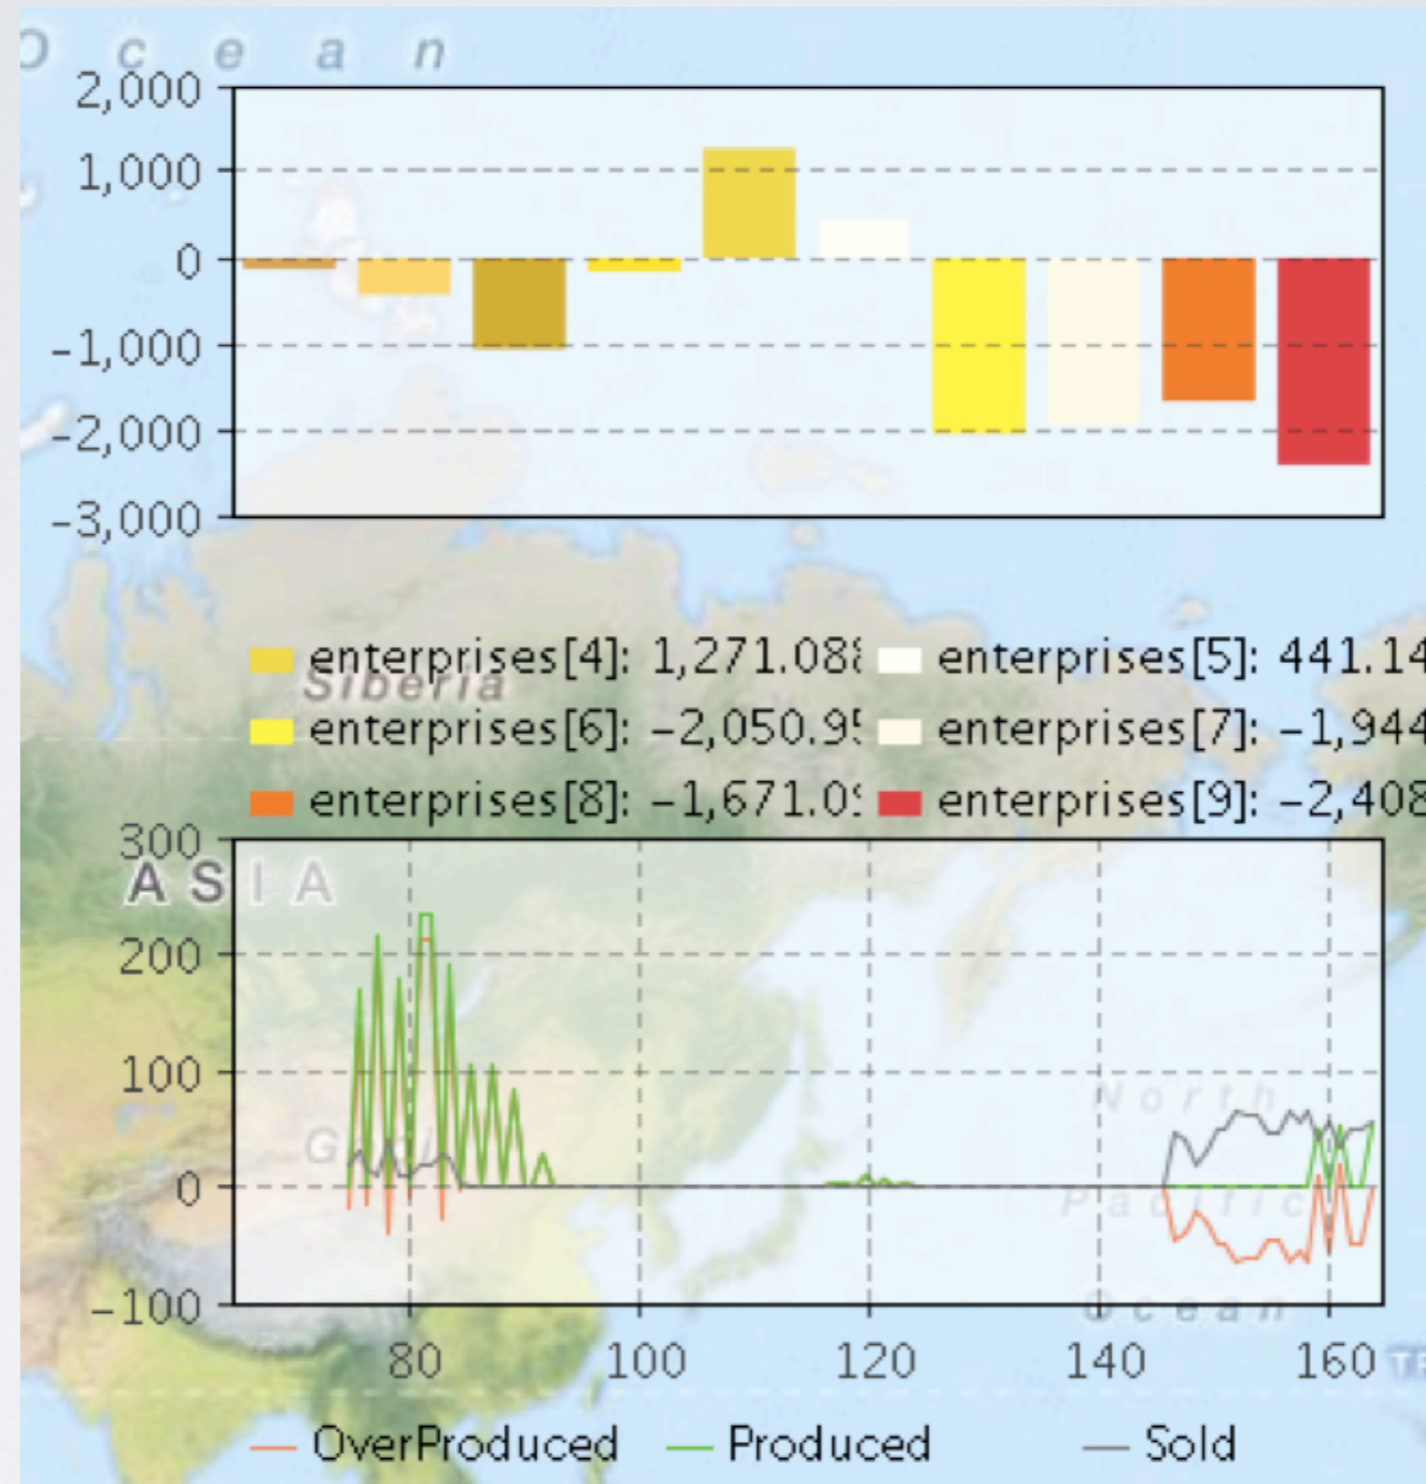 Ocean
2,000
1,000
0
-1,000
-2,000
-3,000
Siberia
enterprises[4]: 1,271.08 enterprises[5]: 441.14
enterprises[6]: -2,050.9 enterprises[7]: -1,944
enterprises[8]: -1,671.0 enterprises[9]: -2,408
300
ASIA
200
100
North
Gobi
0
Pacific
-100
Ocean
80 100 120 140 160
OverProduced Produced Sold